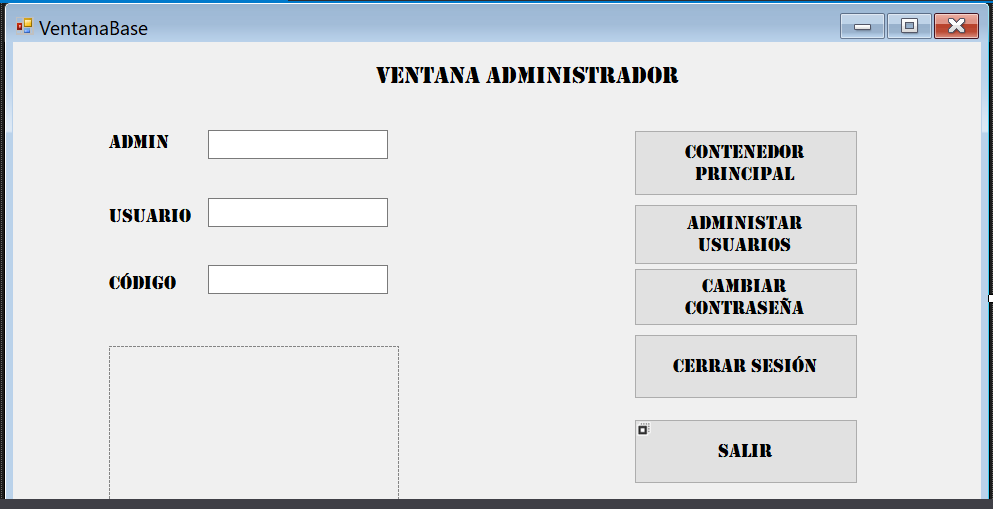 VentanaBase
VENTANA ADMINISTRADOR
ADMIN
USUARIO
CÓDIGO
CONTENEDOR
PRINCIPAL
ADMINISTAR
USUARIOS
CAMBIAR
CONTRASEÑA
CERRAR SESIÓN
SALIR